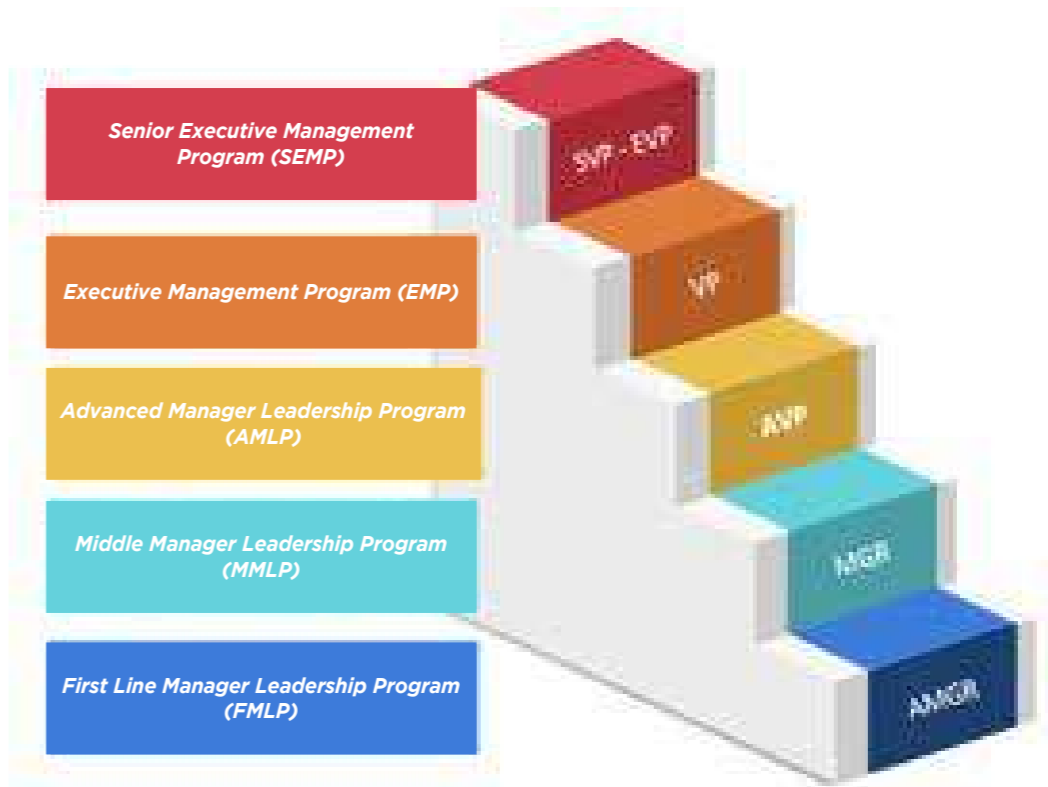 Senior Executive Management
Program (SEMP)
SVP - EVP
Executive Management Program (EMP)
VP
Advanced Manager Leadership Program
(AMLP)
AVP
Middle Manager Leadership Program
(MMLP)
MGR
First Line Manager Leadership Program
(FMLP)
AMGR